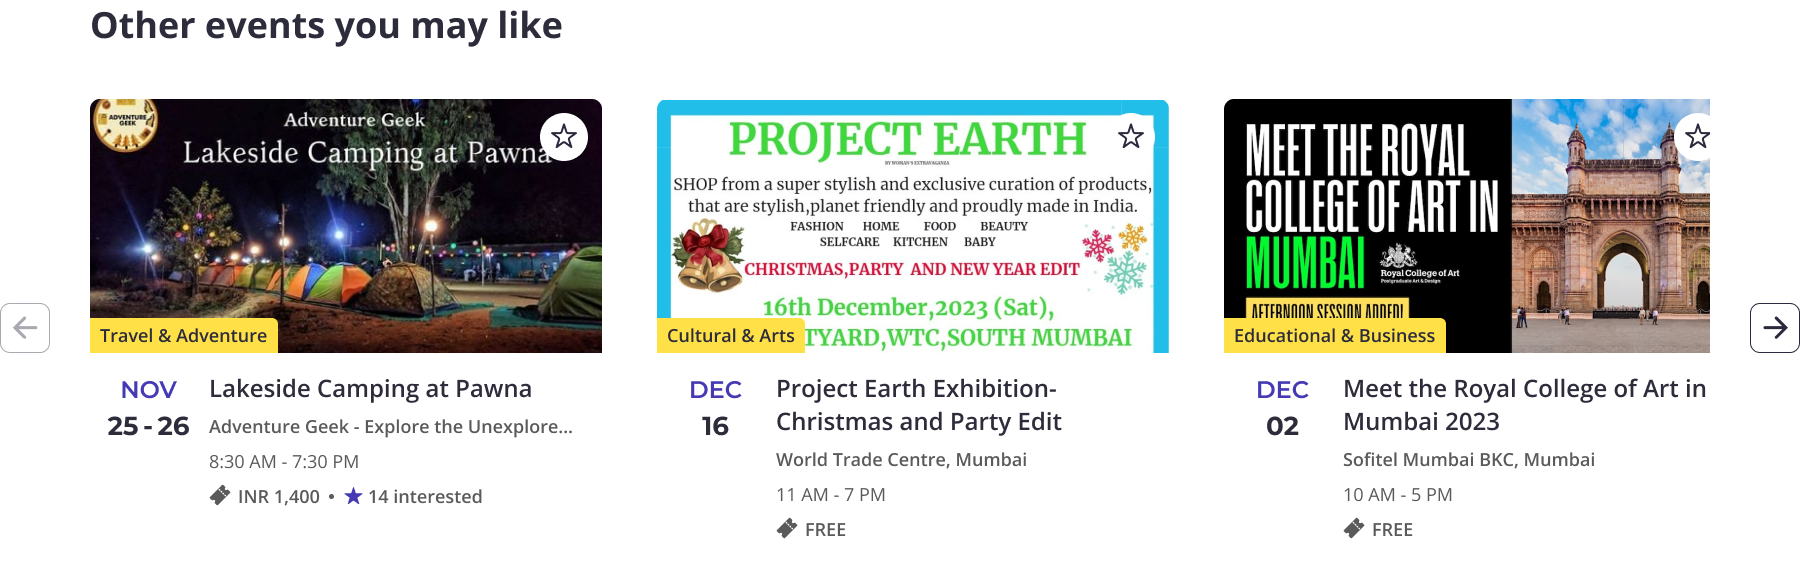 Other events you may like
ADVENTURE
GEEK
Adventure Geek
Lakeside Camping at Pawna
Travel & Adventure
NOV
25 - 26
Lakeside Camping at Pawna
Adventure Geek - Explore the Unexplore...
8:30 AM - 7:30 PM
INR 1,400 • 14 interested
PROJECT EARTH
BY WOMAN'S EXTRAVAGANZA
SHOP from a super stylish and exclusive curation of products,
that are stylish,planet friendly and proudly made in India.
FASHION HOME FOOD BEAUTY
SELFCARE KITCHEN BABY
CHRISTMAS,PARTY AND NEW YEAR EDIT
16th December,2023 (Sat),
TYARD,WTC,SOUTH MUMBAI
Cultural & Arts
DEC
16
Project Earth Exhibition-
Christmas and Party Edit
World Trade Centre, Mumbai
11 AM - 7 PM
FREE
MEET THE ROYAL
COLLEGE OF ART IN
MUMBAI
Royal College of Art
Postgraduate Art & Design
AFTERNOON SESSION ADDED!
Educational & Business
DEC
02
Meet the Royal College of Art in
Mumbai 2023
Sofitel Mumbai BKC, Mumbai
10 AM - 5 PM
FREE